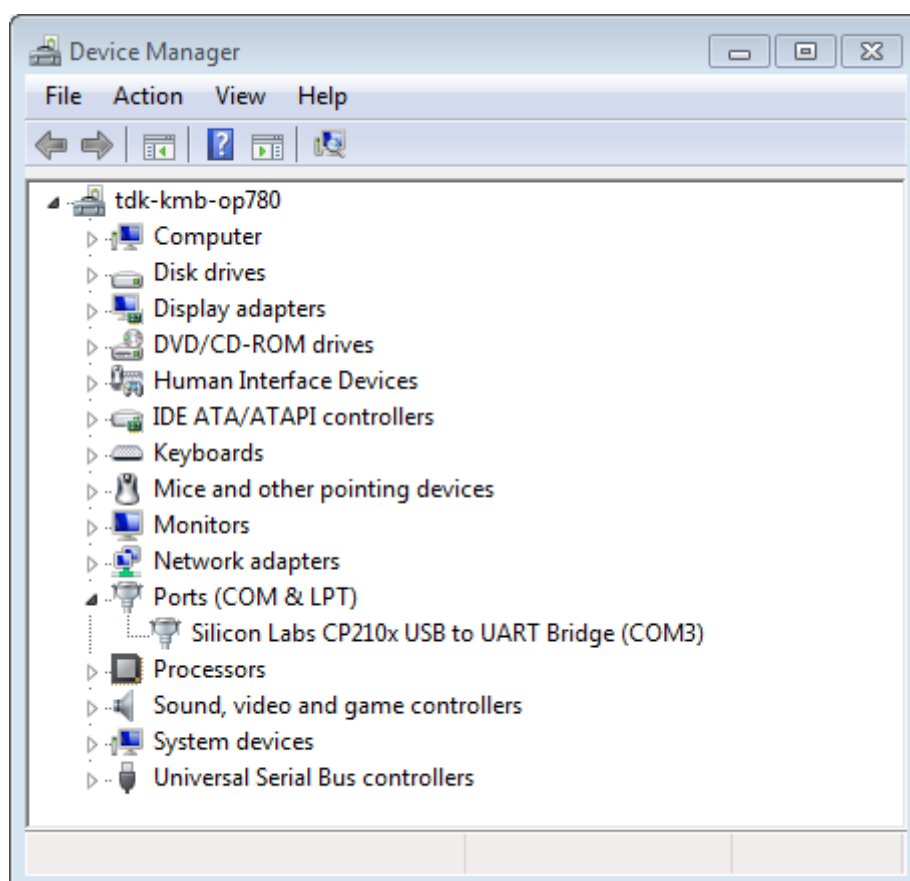 Device Manager
File Action View Help
tdk-kmb-op780
Computer
Disk drives
Display adapters
DVD/CD-ROM drives
Human Interface Devices
IDE ATA/ATAPI controllers
Keyboards
Mice and other pointing devices
Monitors
Network adapters
Ports (COM & LPT)
Silicon Labs CP210x USB to UART Bridge (COM3)
Processors
Sound, video and game controllers
System devices
Universal Serial Bus controllers